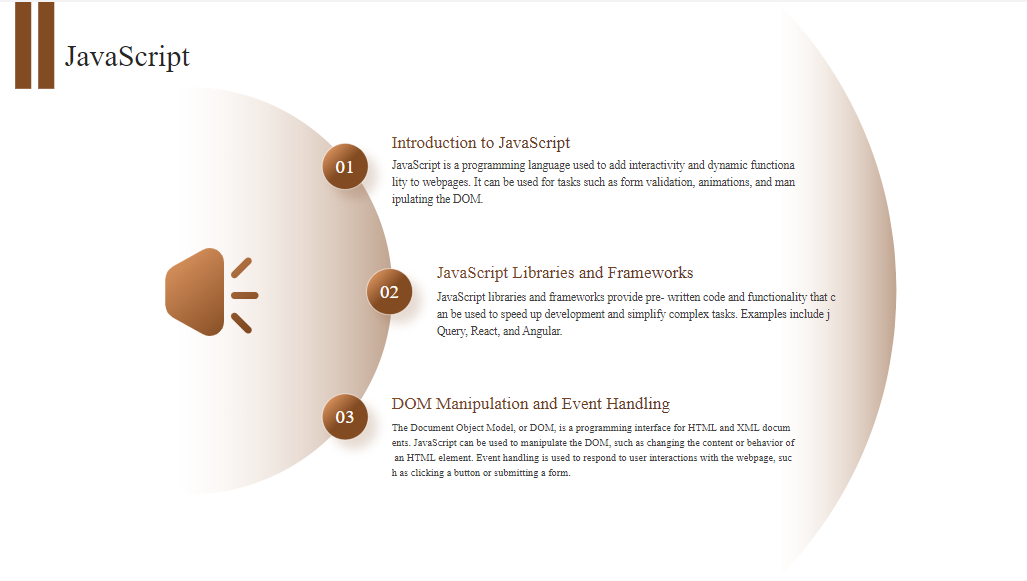 JavaScript
01
Introduction to JavaScript
JavaScript is a programming language used to add interactivity and dynamic functiona
lity to webpages. It can be used for tasks such as form validation, animations, and man
ipulating the DOM.
02
JavaScript Libraries and Frameworks
JavaScript libraries and frameworks provide pre- written code and functionality that c
an be used to speed up development and simplify complex tasks. Examples include j
Query, React, and Angular.
03
DOM Manipulation and Event Handling
The Document Object Model, or DOM, is a programming interface for HTML and XML docum
ents. JavaScript can be used to manipulate the DOM, such as changing the content or behavior of
an HTML element. Event handling is used to respond to user interactions with the webpage, suc
h as clicking a button or submitting a form.